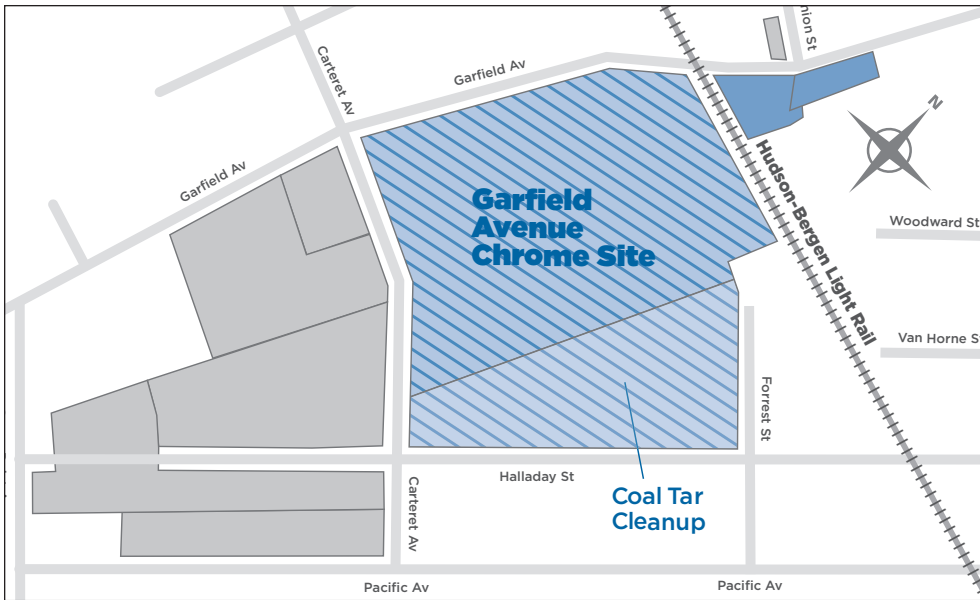 nion St
Carteret Av
Garfield Av
N
Garfield Av
Hudson-Bergen Light Rail
Garfield
Avenue
Chrome Site
Woodward St
Van Horne S
Forrest St
Halladay St
Carteret Av
Coal Tar
Cleanup
Pacific Av
Pacific Av